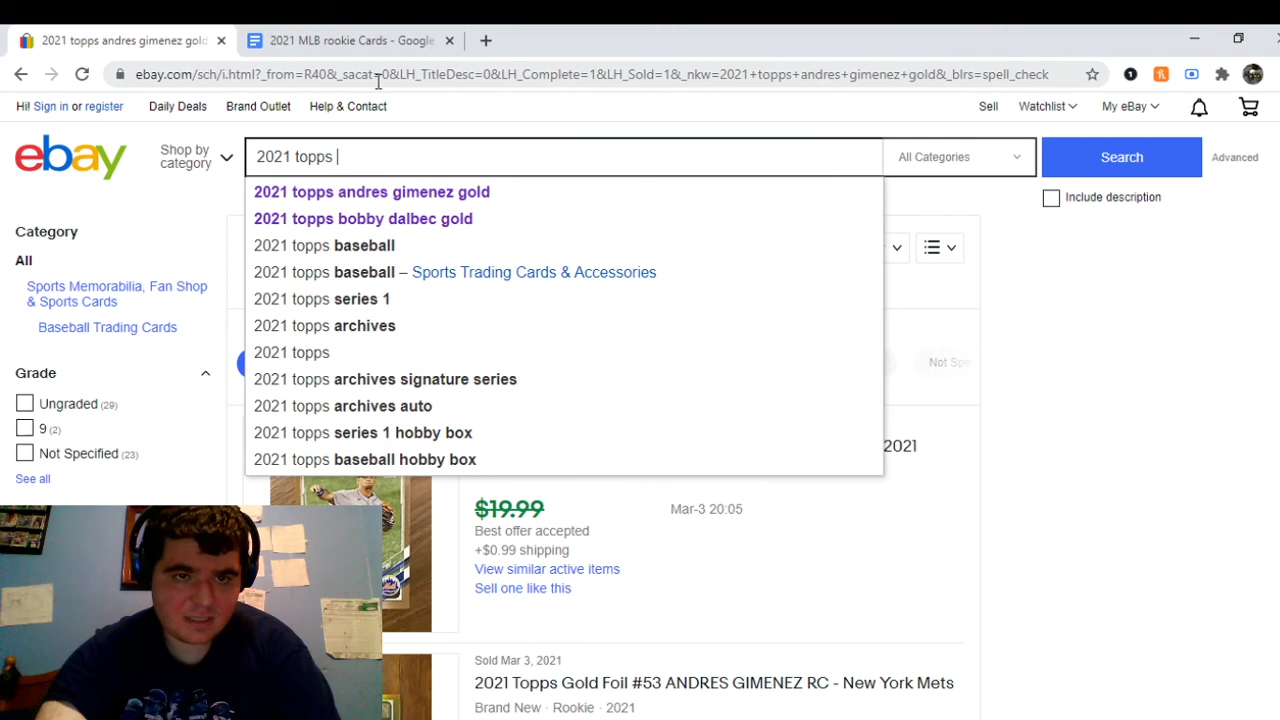 2021 topps andres gimenez gold
2021 MLB rookie Cards - Google
ebay.com/sch/i.html?_from=R40&_sacat=0&LH_TitleDesc=0&LH_Complete=1&LH_Sold=1&_nkw=2021+topps+andres+gimenez+gold&_blrs=spell_check
Hi! Sign in or register
Daily Deals
Brand Outlet
Help & Contact
Sell
Watchlist
My eBay
ebay
Shop by category
2021 topps
All Categories
Search
Advanced
Include description
2021 topps andres gimenez gold
2021 topps bobby dalbec gold
2021 topps baseball
2021 topps baseball – Sports Trading Cards & Accessories
2021 topps series 1
2021 topps archives
2021 topps
2021 topps archives signature series
2021 topps archives auto
2021 topps series 1 hobby box
2021 topps baseball hobby box
Category
All
Sports Memorabilia, Fan Shop
& Sports Cards
Baseball Trading Cards
Grade
Ungraded (29)
9 (2)
Not Specified (23)
See all
2021
$19.99
Mar-3 20:05
Best offer accepted
+$0.99 shipping
View similar active items
Sell one like this
Sold Mar 3, 2021
2021 Topps Gold Foil #53 ANDRES GIMENEZ RC - New York Mets
Brand New · Rookie · 2021